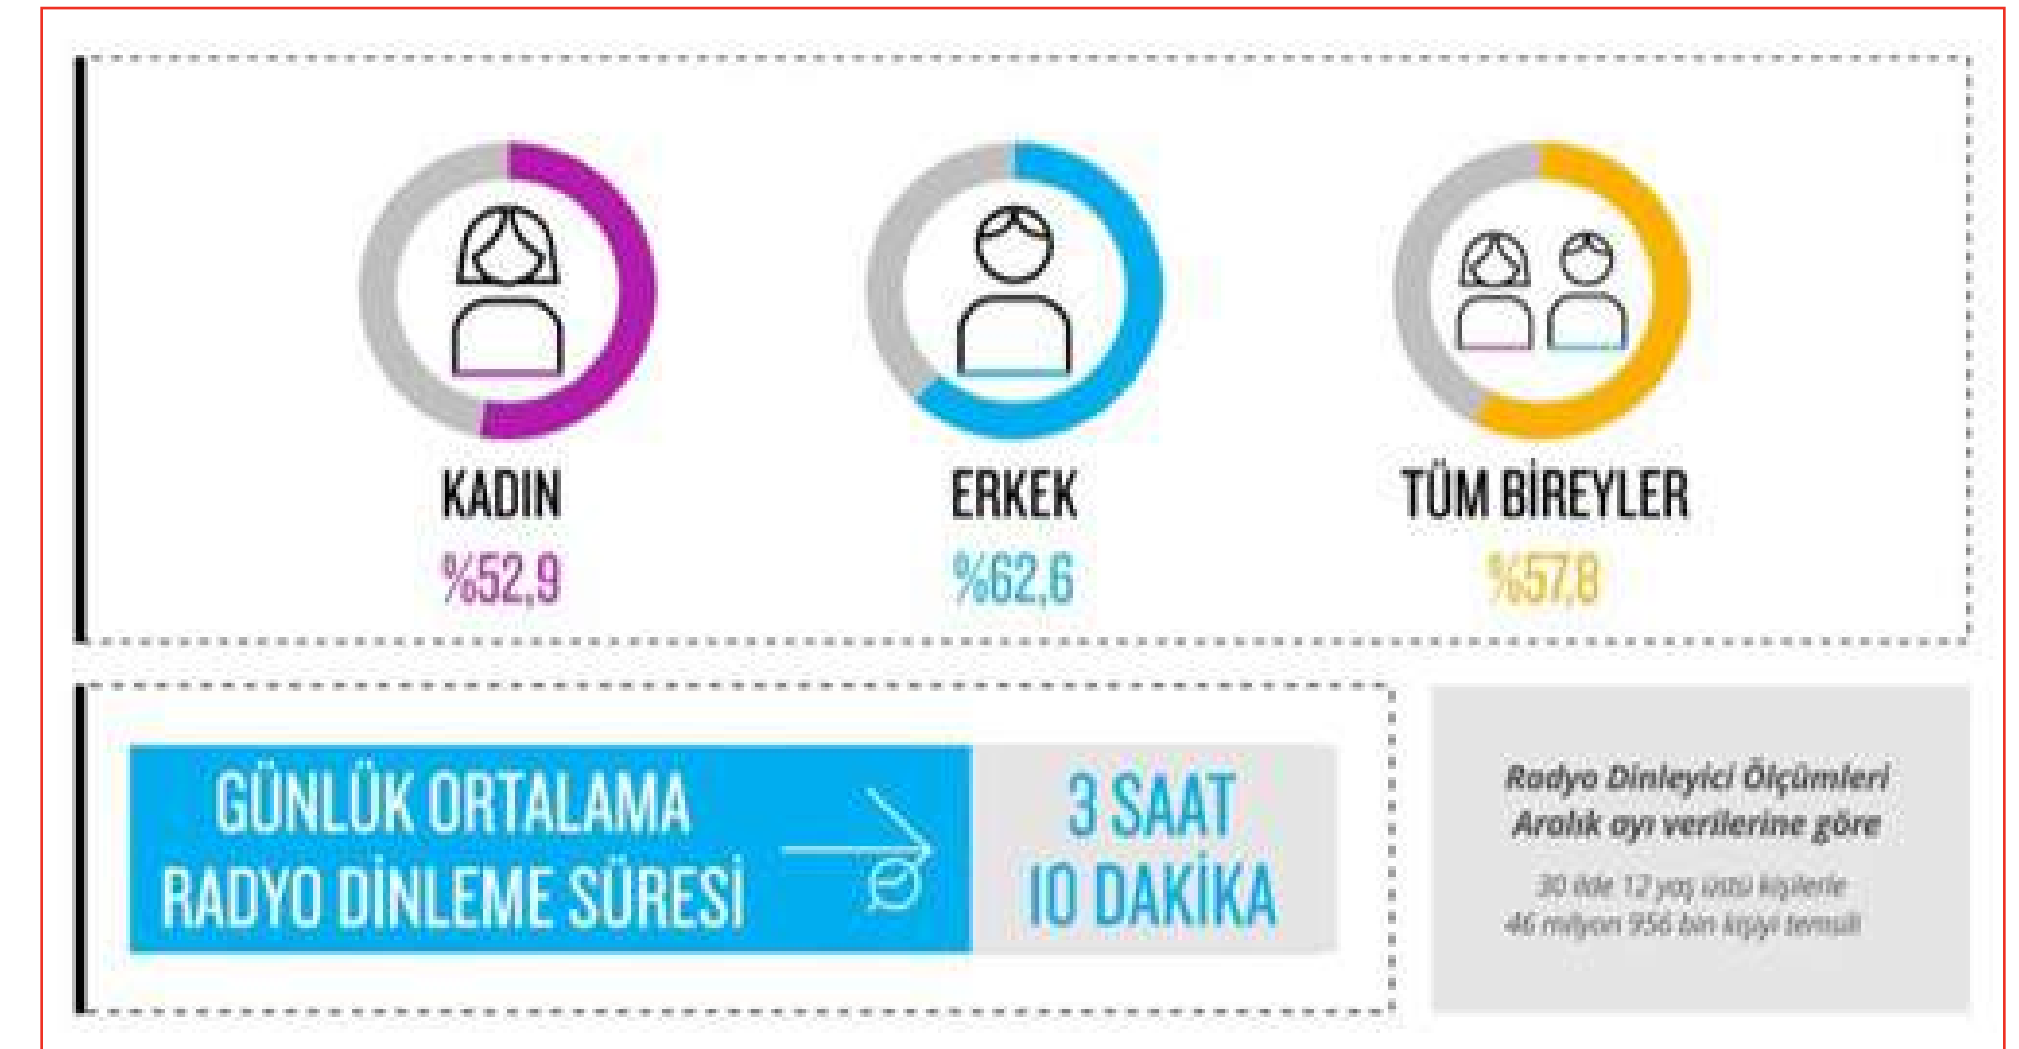 KADIN
%52,9
ERKEK
%62,6
TÜM BİREYLER
%57,8
GÜNLÜK ORTALAMA
RADYO DİNLEME SÜRESİ
3 SAAT
10 DAKİKA
Radyo Dinleyici Ölçümleri
Aralık ayı verilerine göre
30 ilde 12 yaş üstü kişilerle
46 milyon 956 bin kişiyi temsili